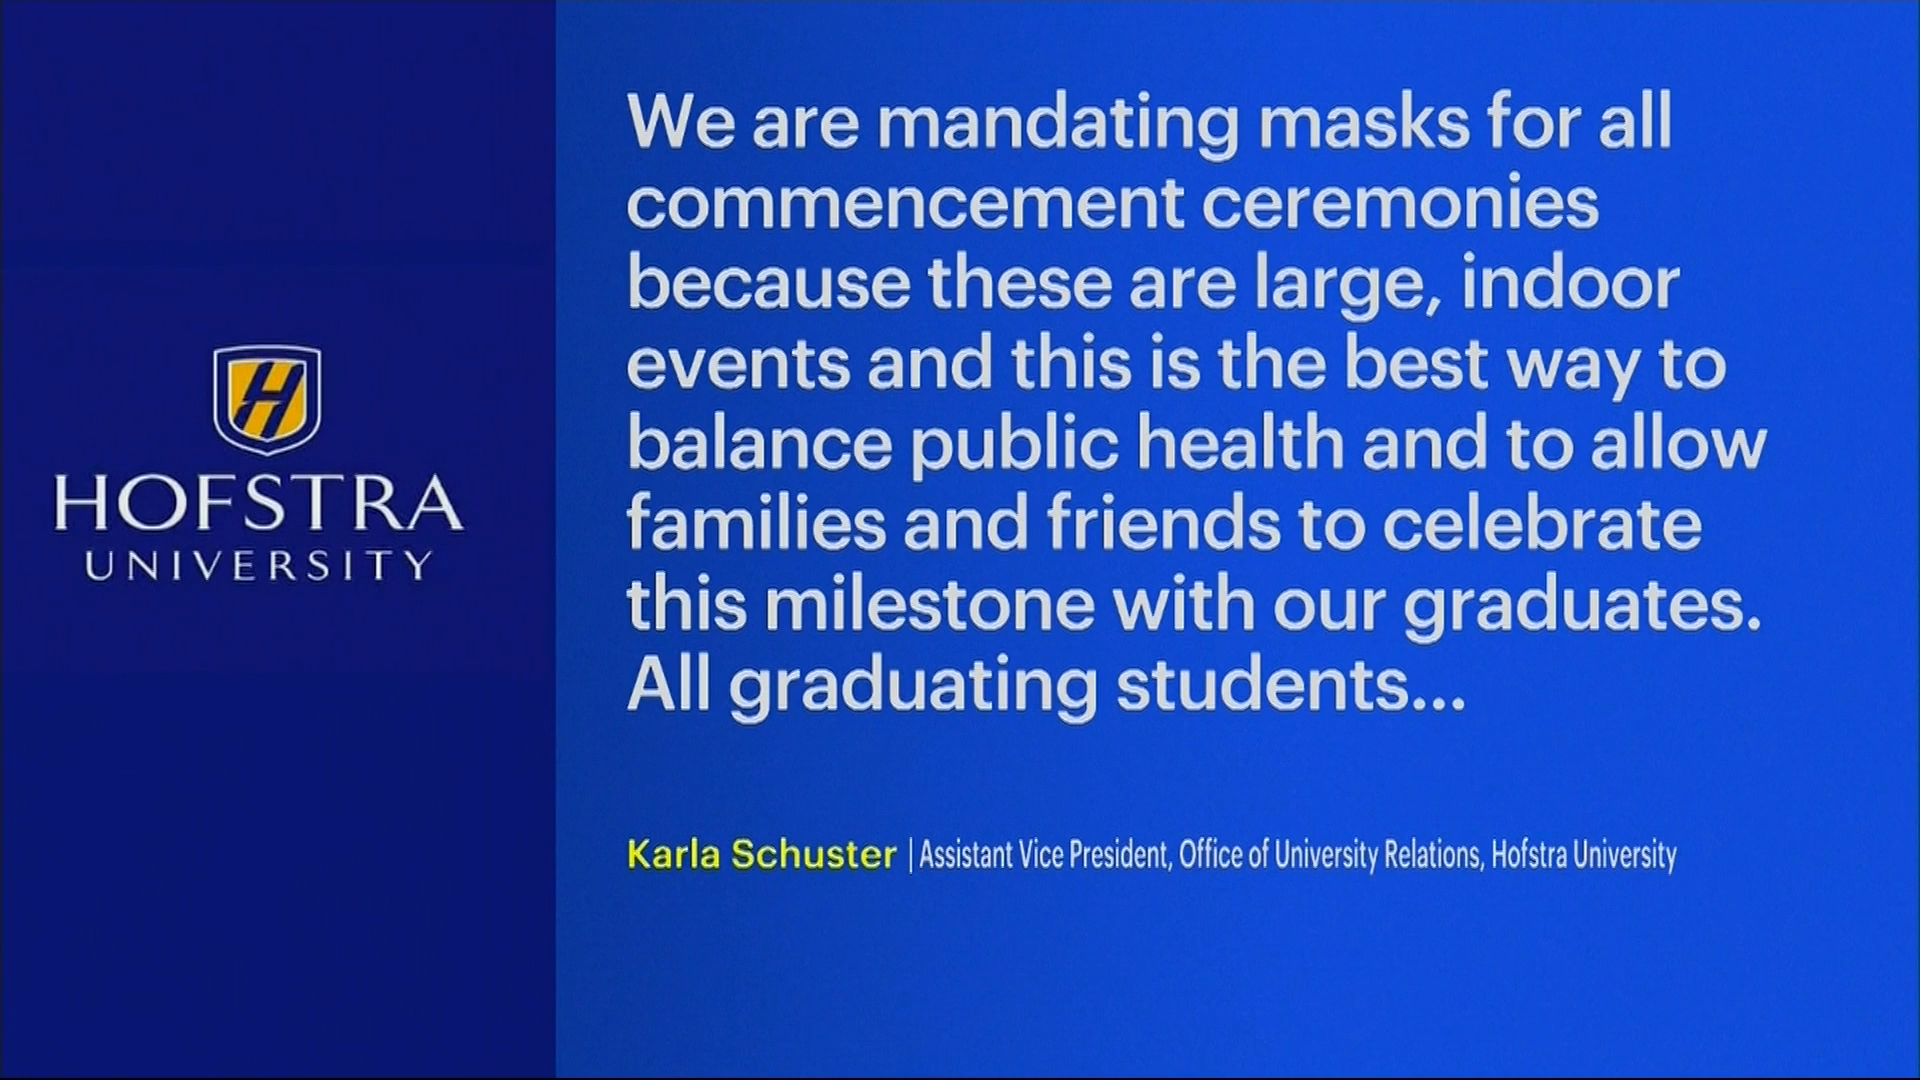 HOFSTRA
UNIVERSITY
We are mandating masks for all
commencement ceremonies
because these are large, indoor
events and this is the best way to
balance public health and to allow
families and friends to celebrate
this milestone with our graduates.
All graduating students...
Karla Schuster | Assistant Vice President, Office of University Relations, Hofstra University